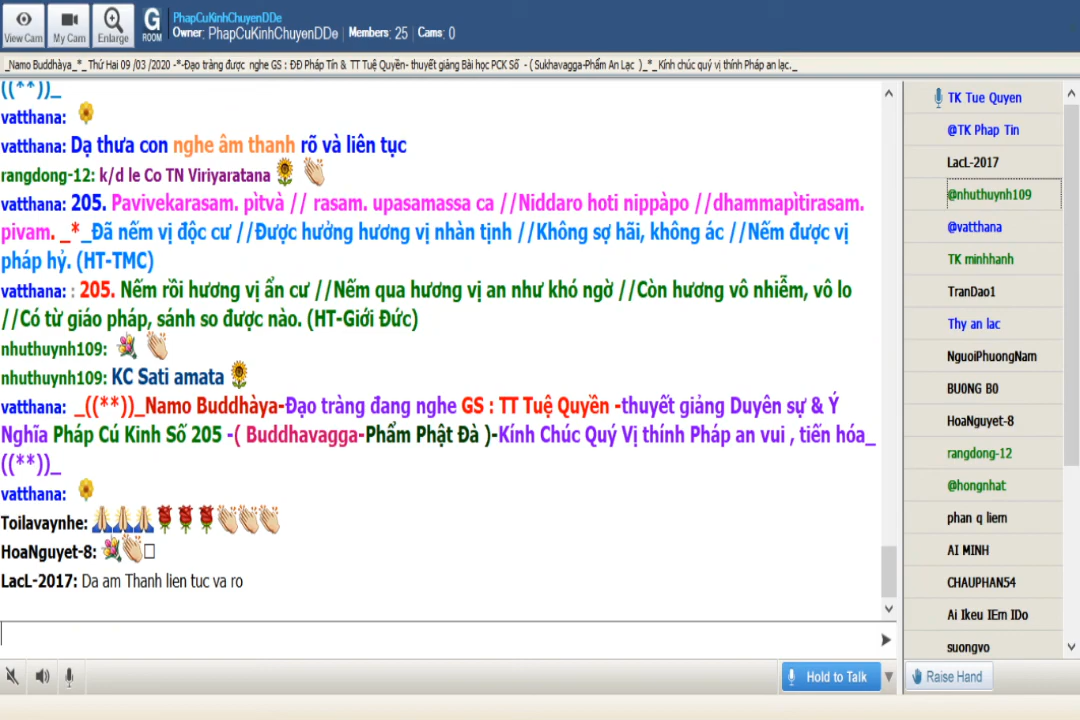 View Cam
My Cam
Enlarge
G
ROOM
PhapCuKinhChuyenDDe
Owner: PhapCuKinhChuyenDDe Members: 25 Cams: 0
_Namo Buddhàya_*_ Thứ Hai 09 /03 /2020 -*-Đạo tràng được nghe GS : ĐĐ Pháp Tín & TT Tuệ Quyền- thuyết giảng Bài học PCK Số - ( Sukhavagga-Phẩm An Lạc )_*_ Kính chúc quý vị thính Pháp an lạc._
((**))_
vatthana:
vatthana: Dạ thưa con nghe âm thanh rõ và liên tục
rangdong-12: k/d le Co TN Viriyaratana
vatthana: 205. Pavivekarasam. pìtvà // rasam. upasamassa ca //Niddaro hoti nippàpo //dhammapìtirasam.
pivam. _*_Đã nếm vị độc cư //Được hưởng hương vị nhàn tịnh //Không sợ hãi, không ác //Nếm được vị
pháp hỷ. (HT-TMC)
vatthana: : 205. Nếm rồi hương vị ẩn cư //Nếm qua hương vị an như khó ngờ //Còn hương vô nhiễm, vô lo
//Có từ giáo pháp, sánh so được nào. (HT-Giới Đức)
nhuthuynh109:
nhuthuynh109: KC Sati amata
vatthana: _((**))_Namo Buddhàya-Đạo tràng đang nghe GS : TT Tuệ Quyền -thuyết giảng Duyên sự & Ý
Nghĩa Pháp Cú Kinh Số 205 -( Buddhavagga-Phẩm Phật Đà )-Kính Chúc Quý Vị thính Pháp an vui , tiến hóa_
((**))_
vatthana:
Toilavaynhe:
HoaNguyet-8:
LacL-2017: Da am Thanh lien tuc va ro
Hold to Talk
TK Tue Quyen
@TK Phap Tin
LacL-2017
@nhuthuynh109
@vatthana
TK minhhanh
TranDao1
Thy an lac
NguoiPhuongNam
BUONG B0
HoaNguyet-8
rangdong-12
@hongnhat
phan q liem
AI MINH
CHAUPHAN54
Ai Ikeu IEm IDo
suongvo
Raise Hand